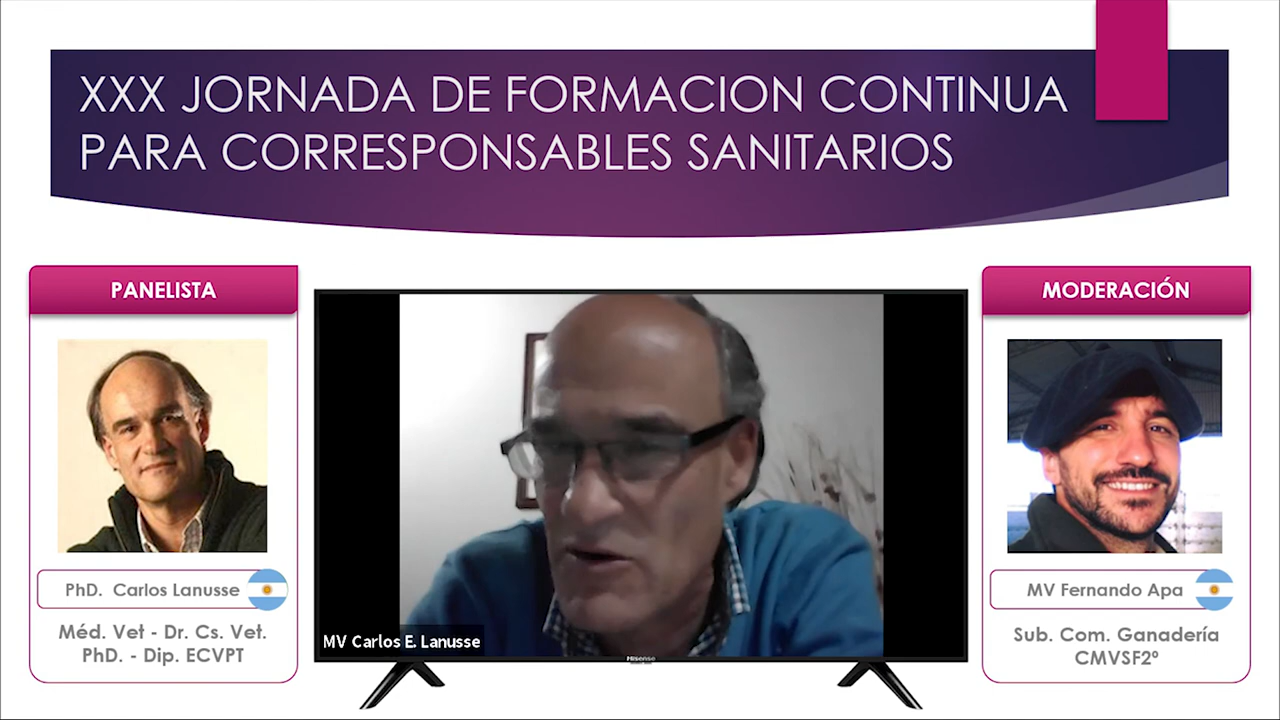 XXX JORNADA DE FORMACION CONTINUA
PARA CORRESPONSABLES SANITARIOS
PANELISTA
PhD. Carlos Lanusse
Méd. Vet - Dr. Cs. Vet.
PhD. - Dip. ECVPT
MV Carlos E. Lanusse
Hisense
MODERACIÓN
MV Fernando Apa
Sub. Com. Ganadería
CMVSF2º